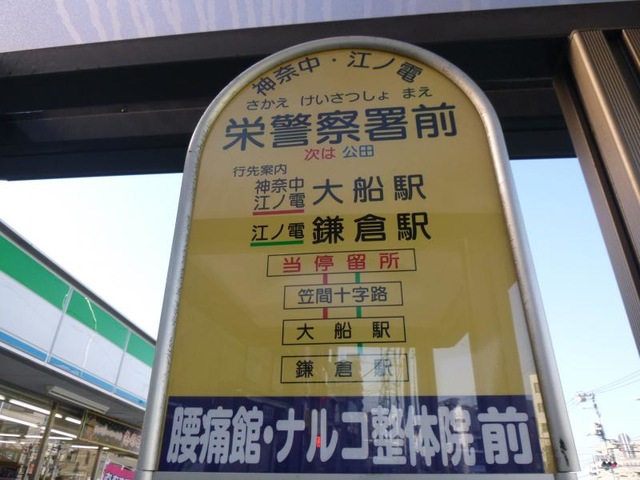 神奈中・江ノ電
さかえ けいさつしょ まえ
栄警察署前
次は 公田
行先案内
神奈中
江ノ電 大船駅
江ノ電 鎌倉駅
当停留所
笠間十字路
大船駅
鎌倉駅
腰痛館・ナルコ整体院前